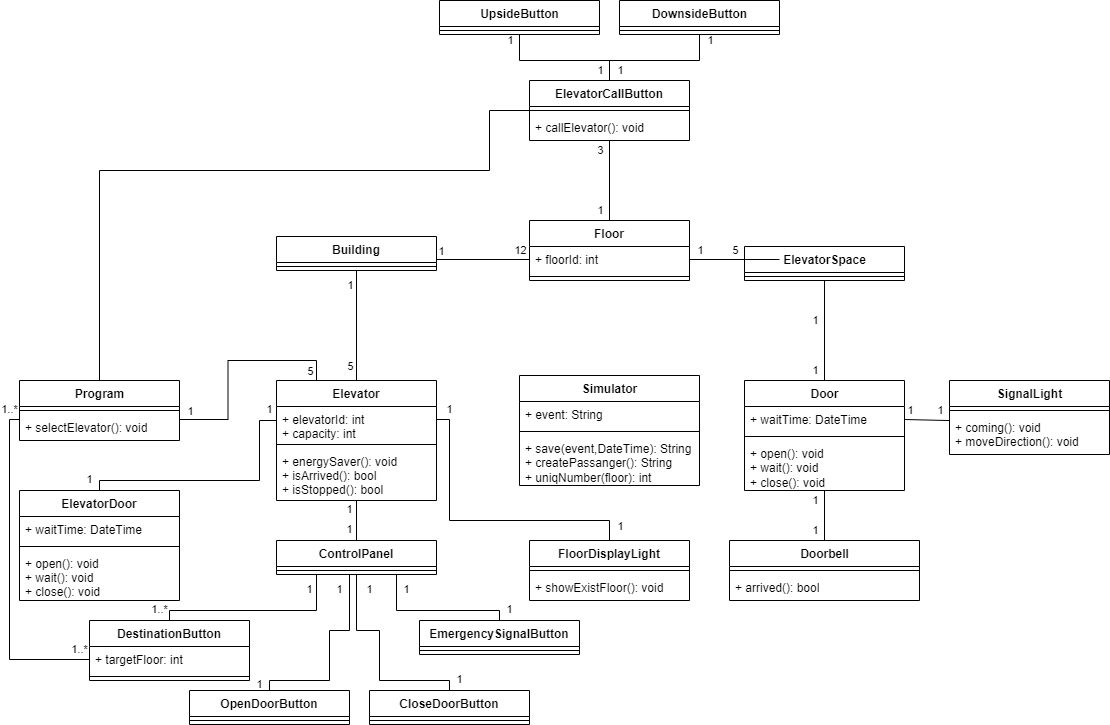 UpsideButton
DownsideButton
1
1
1
1
ElevatorCallButton
+ callElevator(): void
3
1
Floor
+ floorId: int
Building
1
12
1
5
ElevatorSpace
1
5
1
1
Program
+ selectElevator(): void
1..*
1
5
Elevator
+ elevatorId: int
+ capacity: int
+ energySaver(): void
+ isArrived(): bool
+ isStopped(): bool
1
1
Simulator
+ event: String
+ save(event,DateTime): String
+ createPassanger(): String
+ uniqNumber(floor): int
Door
+ waitTime: DateTime
+ open(): void
+ wait(): void
+ close(): void
1
1
SignalLight
+ coming(): void
+ moveDirection(): void
1
ElevatorDoor
+ waitTime: DateTime
+ open(): void
+ wait(): void
+ close(): void
1
1
ControlPanel
1
FloorDisplayLight
+ showExistFloor(): void
1
1
Doorbell
+ arrived(): bool
1
1
1
1
1..*
DestinationButton
+ targetFloor: int
1..*
1
EmergencySignalButton
1
OpenDoorButton
1
CloseDoorButton